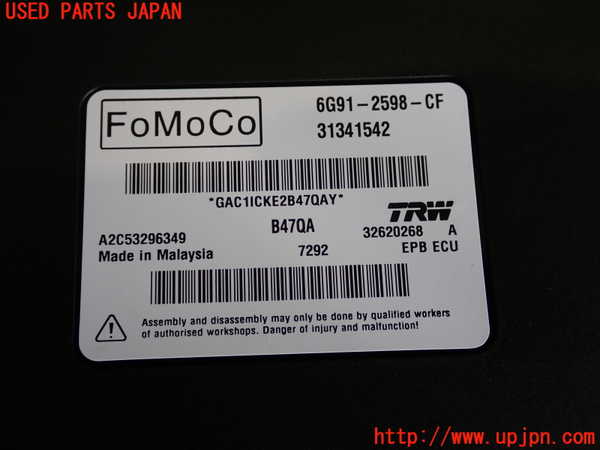 USED PARTS JAPAN
FoMoCo
6G91-2598-CF
31341542
*GAC1ICKE2B47QAY*
B47QA
TRW
A2C53296349
32620268 A
Made in Malaysia
7292
EPB ECU
Assembly and disassembly may only be done by qualified workers
of authorised workshops. Danger of injury and malfunction!
http://www.upjpn.com/